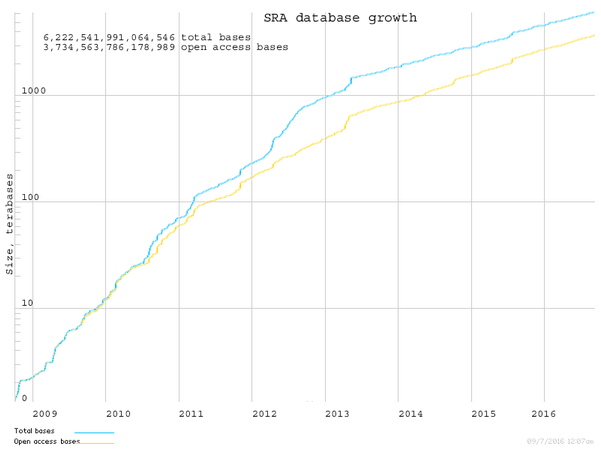 SRA database growth
6,222,541,991,064,546 total bases
3,734,563,786,178,989 open access bases
Size, terabases
1000
100
10
0
2009 2010 2011 2012 2013 2014 2015 2016
Total bases
Open access bases
09/7/2016 12:07am